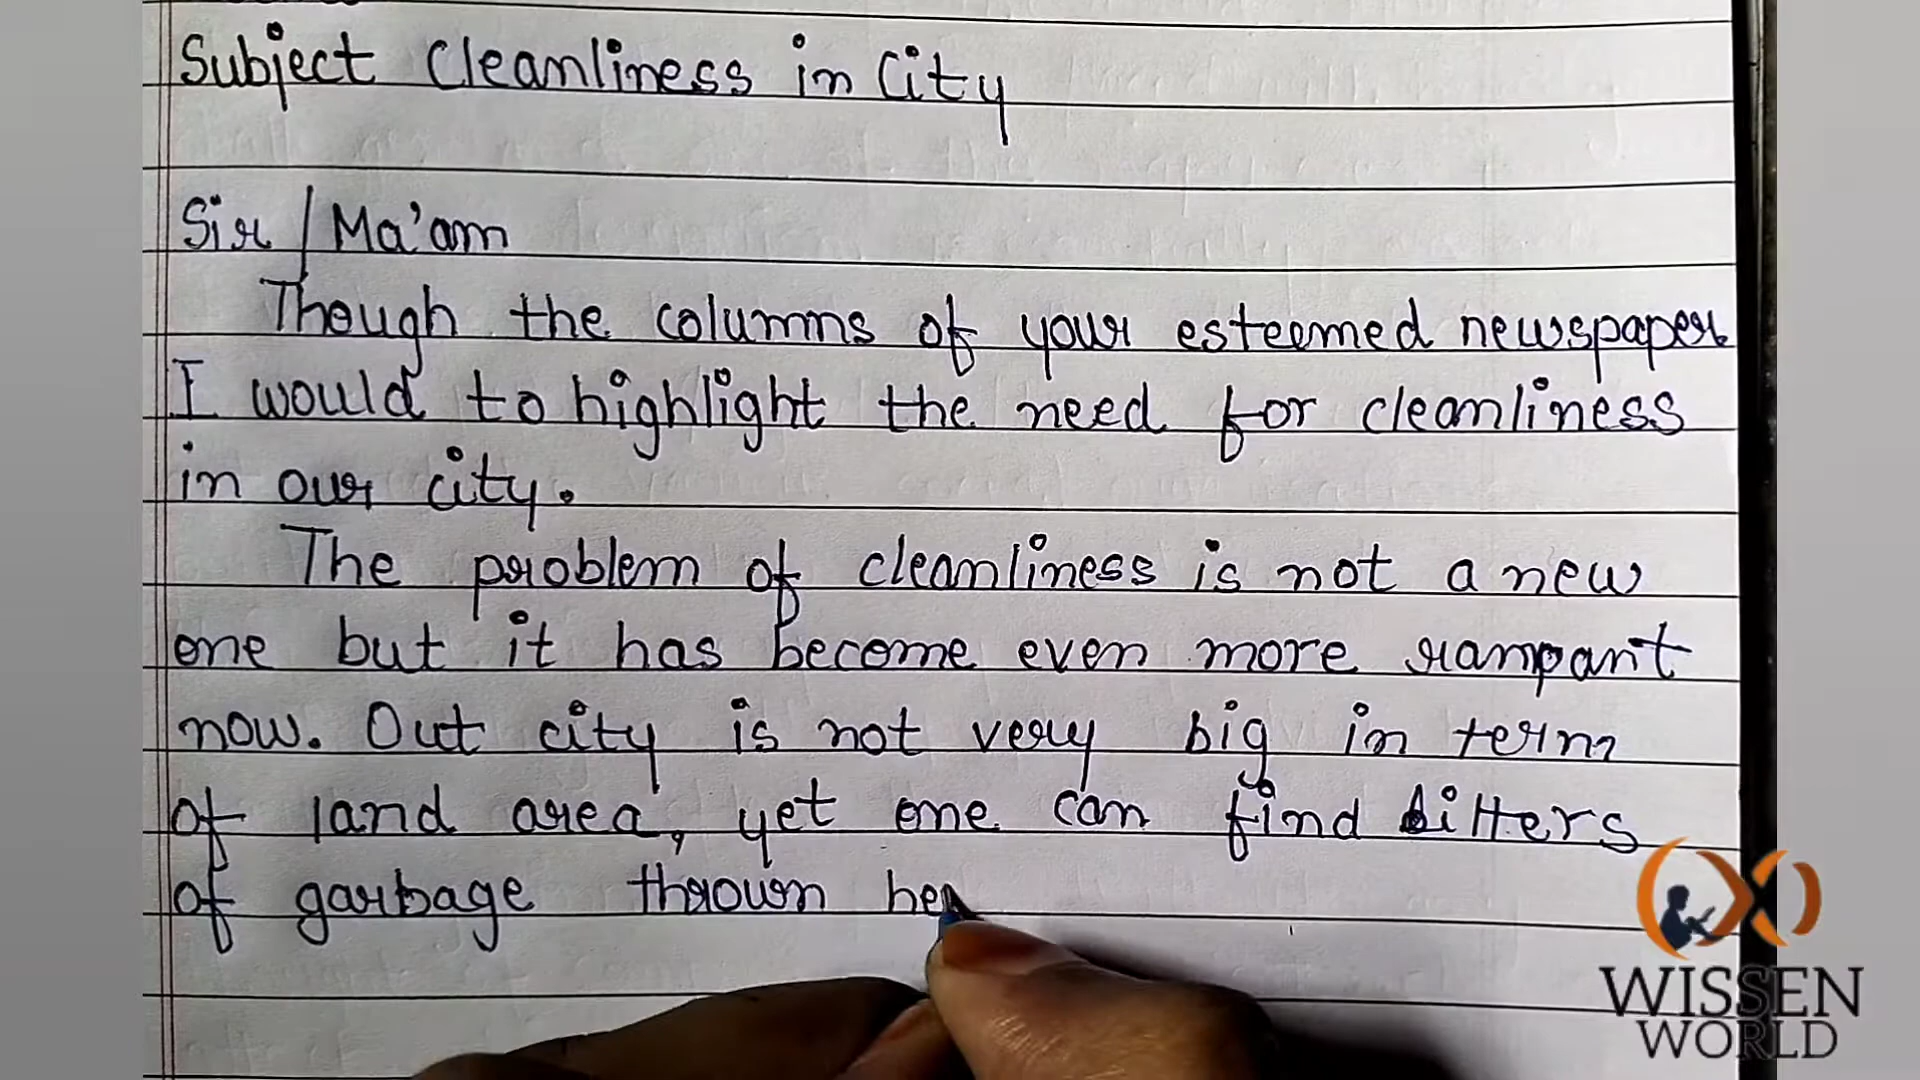 Subject Cleanliness in City
Sir/Ma'am
Though the columns of your esteemed newspaper
I would to highlight the need for cleanliness
in our city.
The problem of cleanliness is not a new
one but it has become even more rampant
now. Out city is not very big in term
of land area, yet one can find litters
of garbage thrown her
WISSEN
WORLD